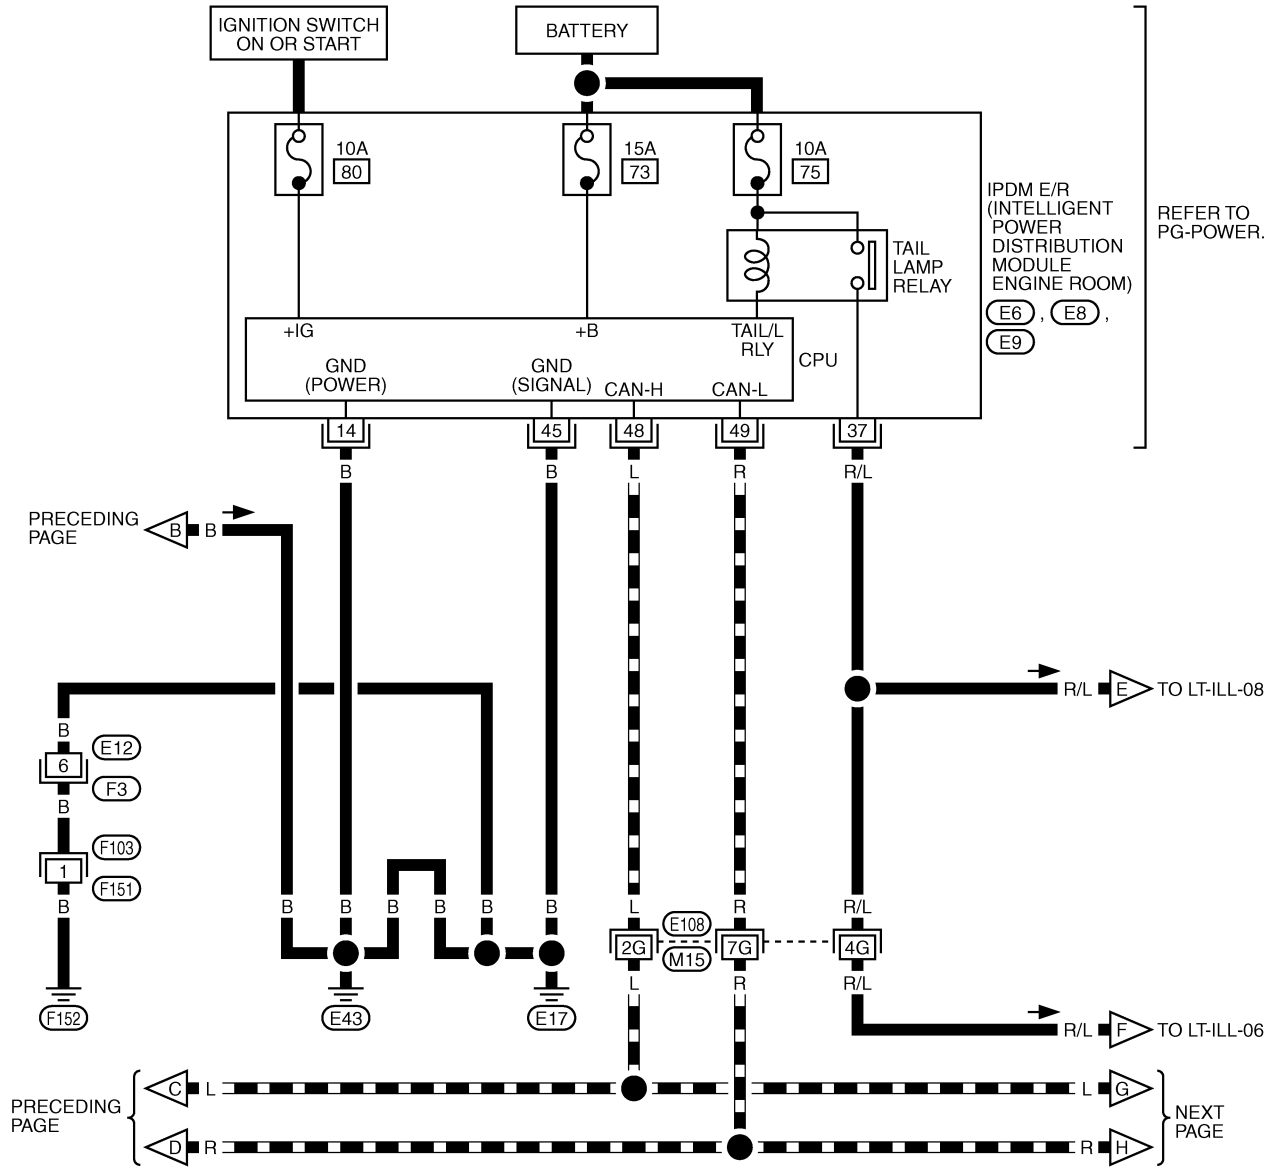 IGNITION SWITCH
ON OR START
BATTERY
10A
80
15A
73
10A
75
IPDM E/R
(INTELLIGENT
POWER
DISTRIBUTION
MODULE
ENGINE ROOM)
E6 , E8 ,
E9
REFER TO
PG-POWER.
TAIL
LAMP
RELAY
+IG
+B
TAIL/L
RLY
CPU
GND
(POWER)
GND
(SIGNAL)
CAN-H
CAN-L
14
45
48
49
37
B
B
L
R
R/L
PRECEDING
PAGE
B
B
R/L
E
TO LT-ILL-08
B
6
E12
F3
B
1
F103
F151
B
F152
B
B
B
B
B
B
L
R
R/L
E108
M15
2G
7G
4G
L
R
R/L
E43
E17
R/L
F
TO LT-ILL-06
PRECEDING
PAGE
C
L
L
G
D
R
R
H
NEXT
PAGE